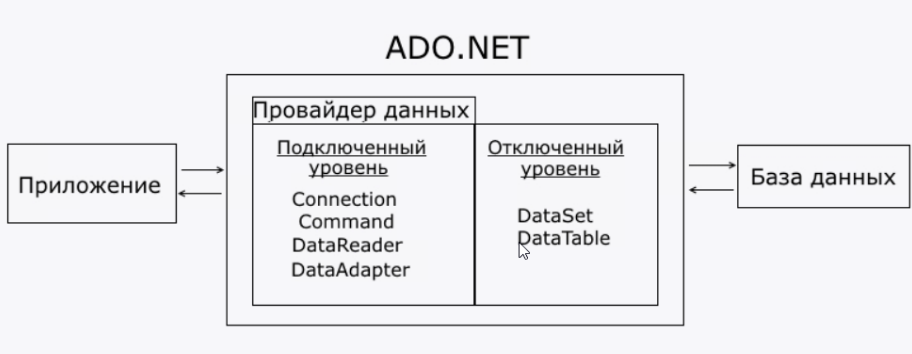 ADO.NET
Провайдер данных
Подключенный
уровень
Connection
Command
DataReader
DataAdapter
Отключенный
уровень
DataSet
DataTable
Приложение
База данных